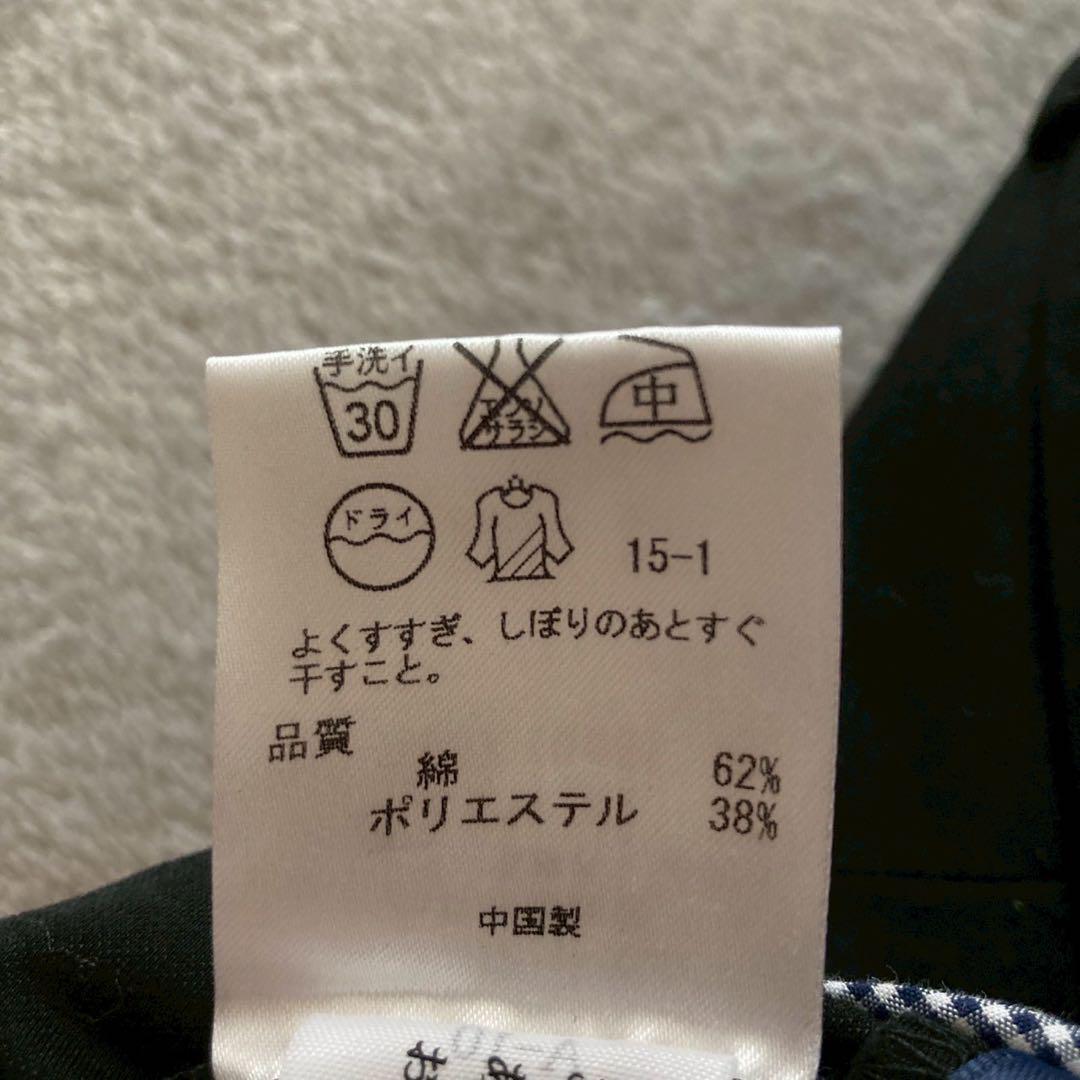 手洗イ
30
エンソ
サラシ
中
ドライ
15-1
よくすすぎ、しぼりのあとすぐ
干すこと。
品質
綿 62%
ポリエステル 38%
中国製